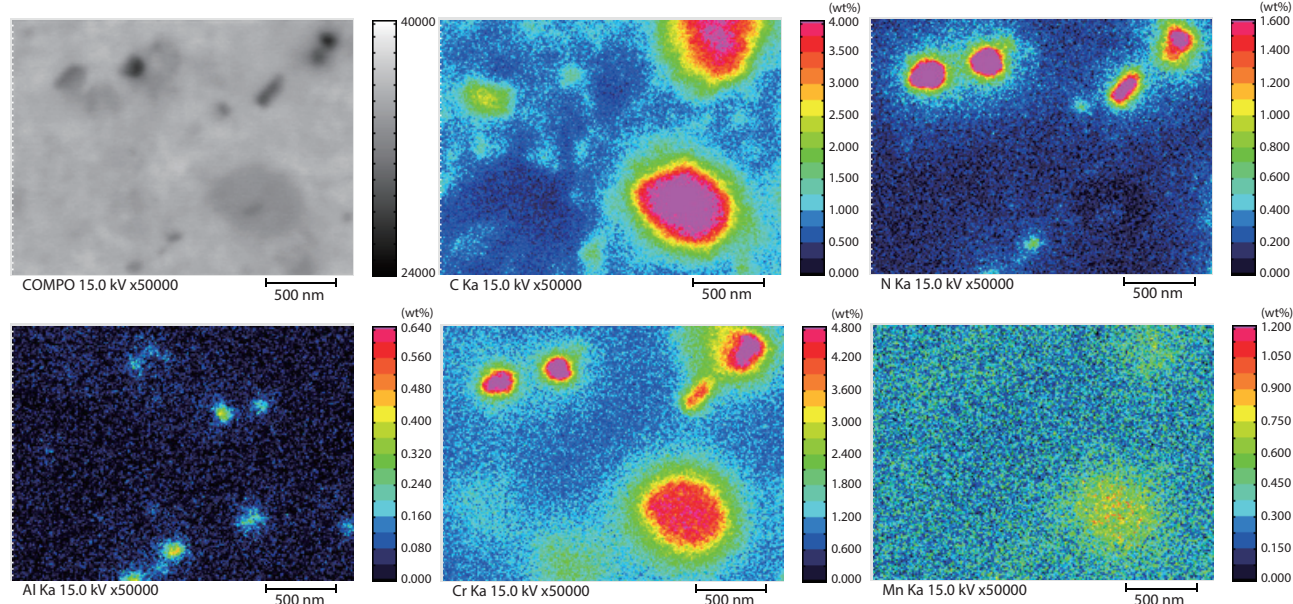 (wt%)
(wt%)
40000
4.000
1.600
3.500
1.400
3.000
1.200
2.500
1.000
2.000
0.800
1.500
0.600
1.000
0.400
0.500
0.200
24000
0.000
0.000
COMPO 15.0 kV x50000
500 nm
C Ka 15.0 kV x50000
500 nm
N Ka 15.0 kV x50000
500 nm
(wt%)
(wt%)
(wt%)
0.640
4.800
1.200
0.560
4.200
1.050
0.480
3.600
0.900
0.400
3.000
0.750
0.320
2.400
0.600
0.240
1.800
0.450
0.160
1.200
0.300
0.080
0.600
0.150
0.000
0.000
0.000
Al Ka 15.0 kV x50000
500 nm
Cr Ka 15.0 kV x50000
500 nm
Mn Ka 15.0 kV x50000
500 nm